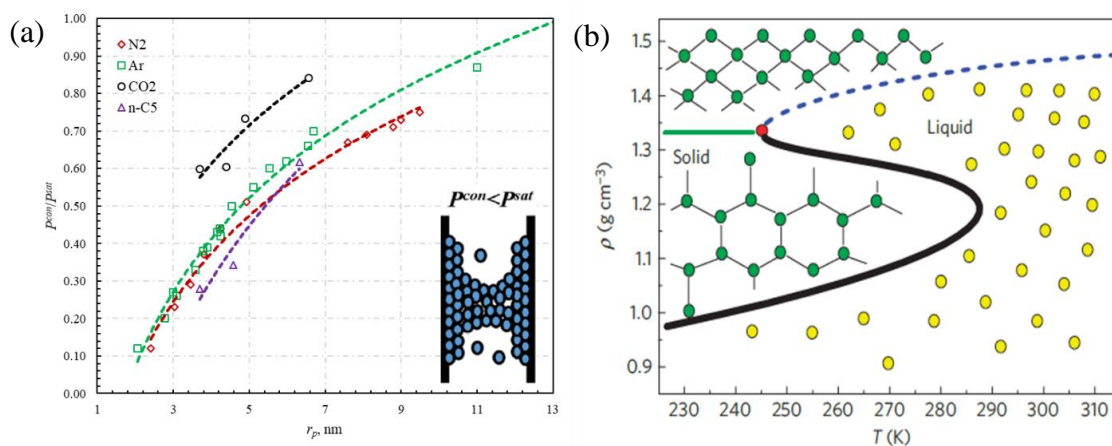 (a)
1.00
0.90
0.80
0.70
0.60
0.50
0.40
0.30
0.20
0.10
0.00
pcon/psat
N2
Ar
CO2
n-C5
Pcon<Psat
1 3 5 7 9 11 13
rp, nm
(b)
1.5
1.4
1.3
1.2
1.1
1.0
0.9
ρ (g cm⁻³)
Liquid
Solid
230 240 250 260 270 280 290 300 310
T (K)